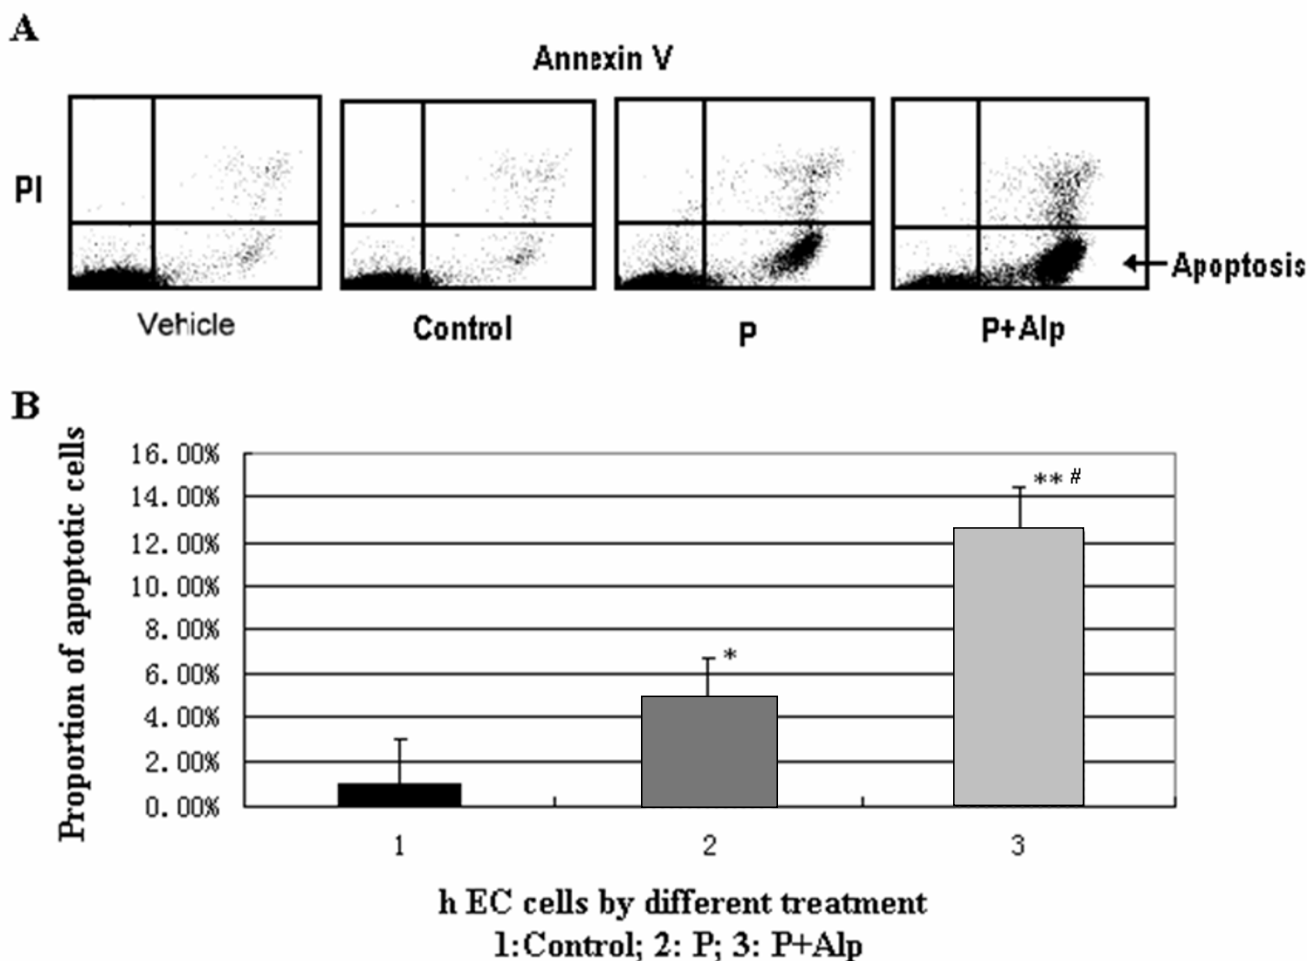 A
Annexin V
PI
Apoptosis
Vehicle Control P P+Alp
B
Proportion of apoptotic cells
16.00%
14.00%
12.00%
10.00%
8.00%
6.00%
4.00%
2.00%
0.00%
*
** #
1 2 3
h EC cells by different treatment
1:Control; 2: P; 3: P+Alp